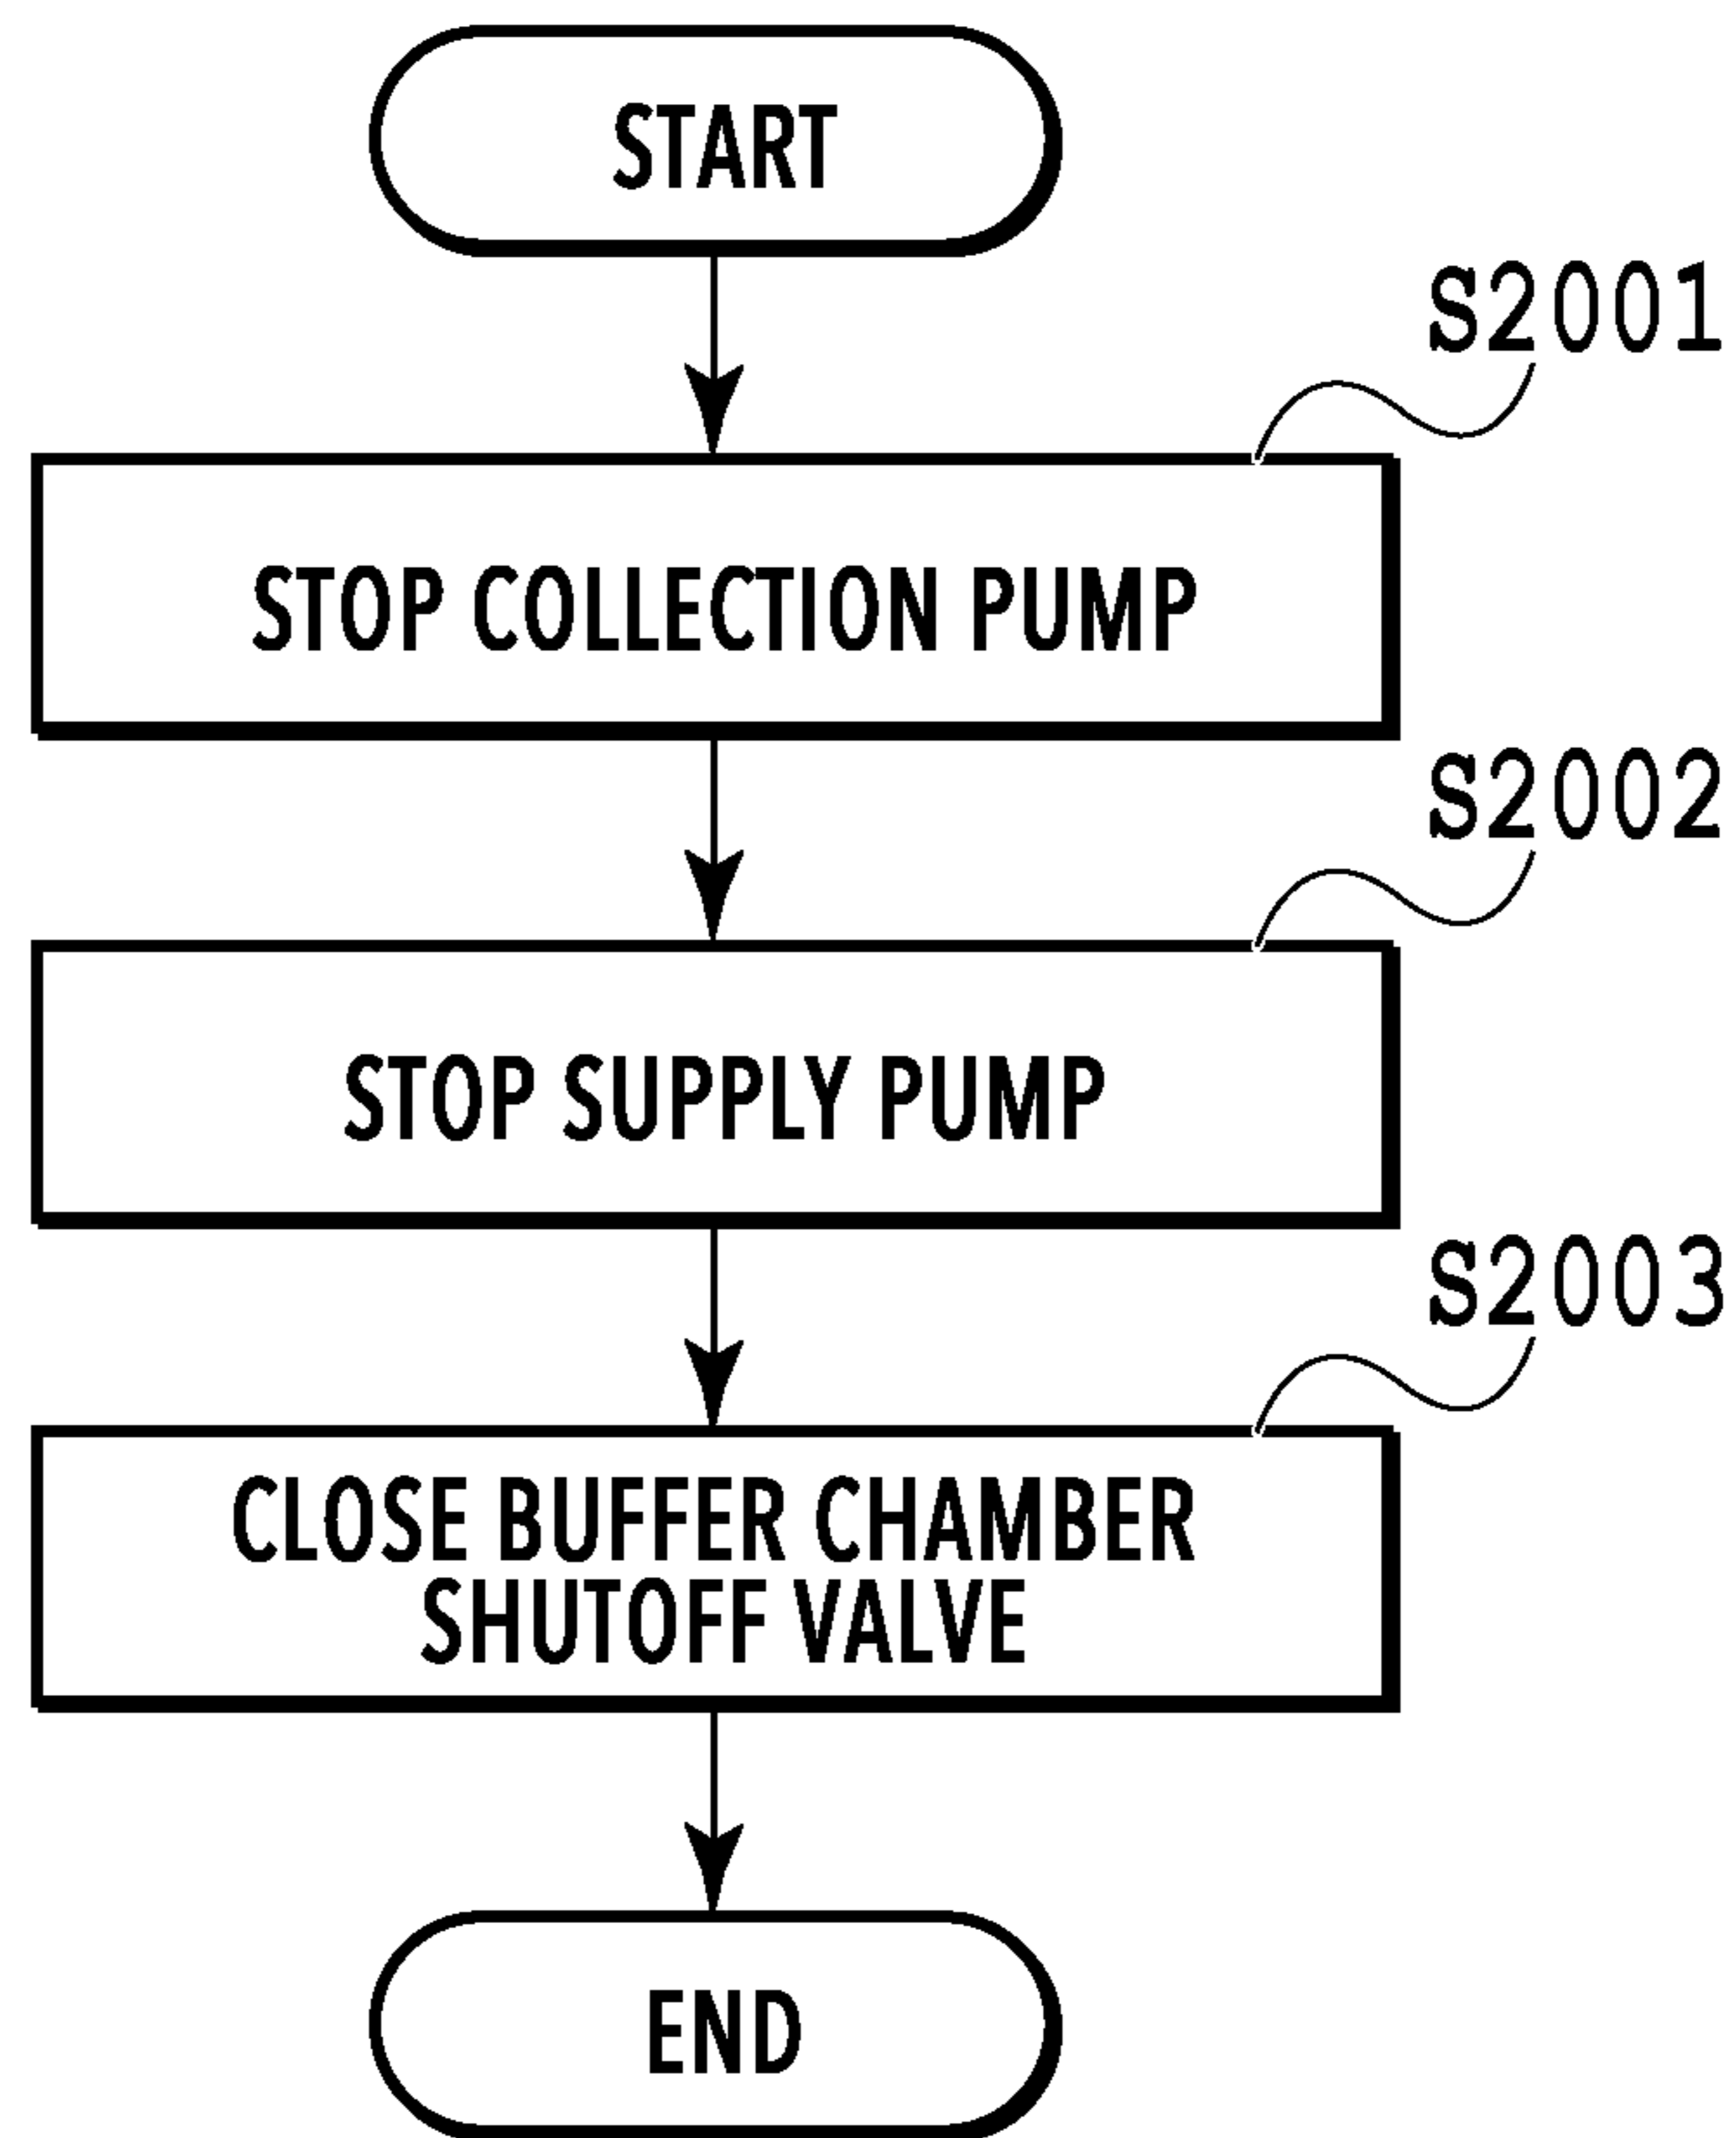 START
S2001
STOP COLLECTION PUMP
S2002
STOP SUPPLY PUMP
S2003
CLOSE BUFFER CHAMBER
SHUTOFF VALVE
END